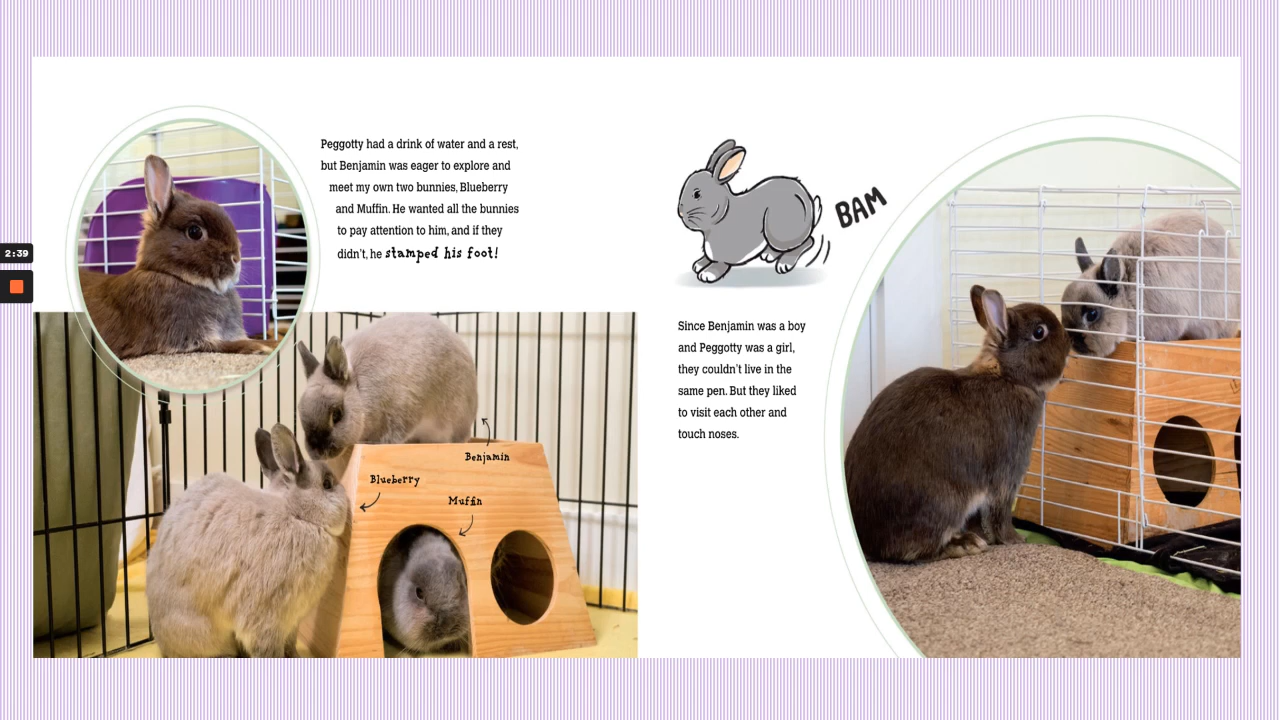 2:39
Peggotty had a drink of water and a rest,
but Benjamin was eager to explore and
meet my own two bunnies, Blueberry
and Muffin. He wanted all the bunnies
to pay attention to him, and if they
didn't, he stamped his foot!
Benjamin
Blueberry
Muffin
BAM
Since Benjamin was a boy
and Peggotty was a girl,
they couldn't live in the
same pen. But they liked
to visit each other and
touch noses.